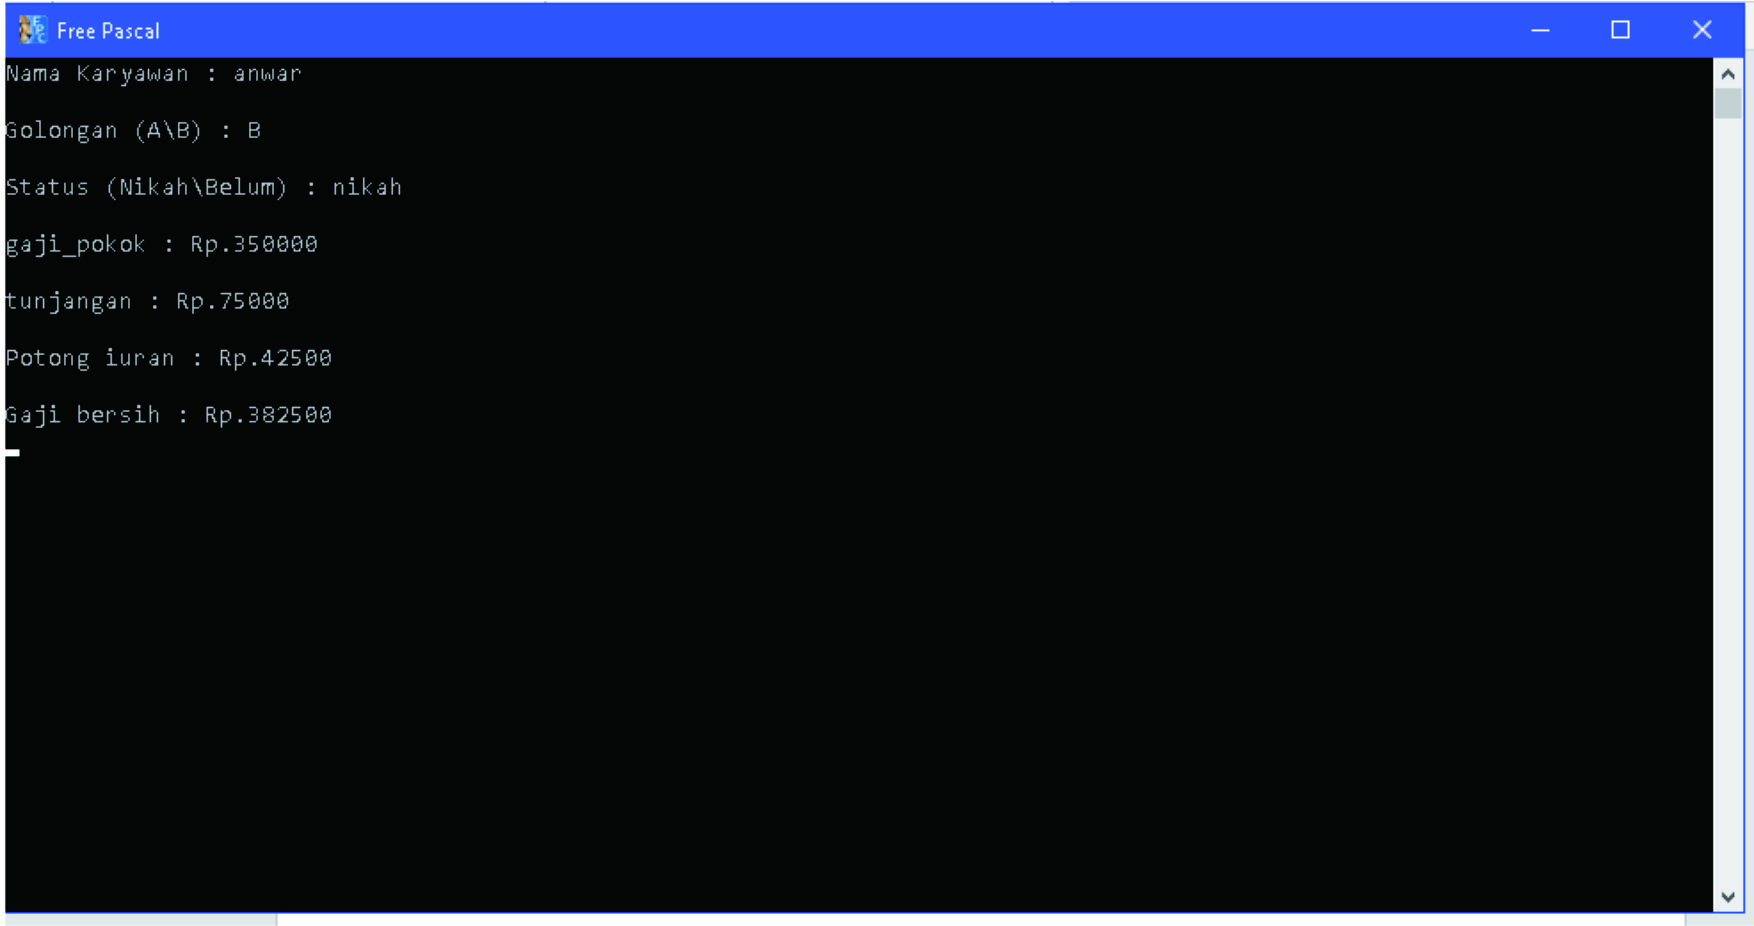 Free Pascal
Nama Karyawan : anwar
Golongan (A\B) : B
Status (Nikah\Belum) : nikah
gaji_pokok : Rp.350000
tunjangan : Rp.75000
Potong iuran : Rp.42500
Gaji bersih : Rp.382500